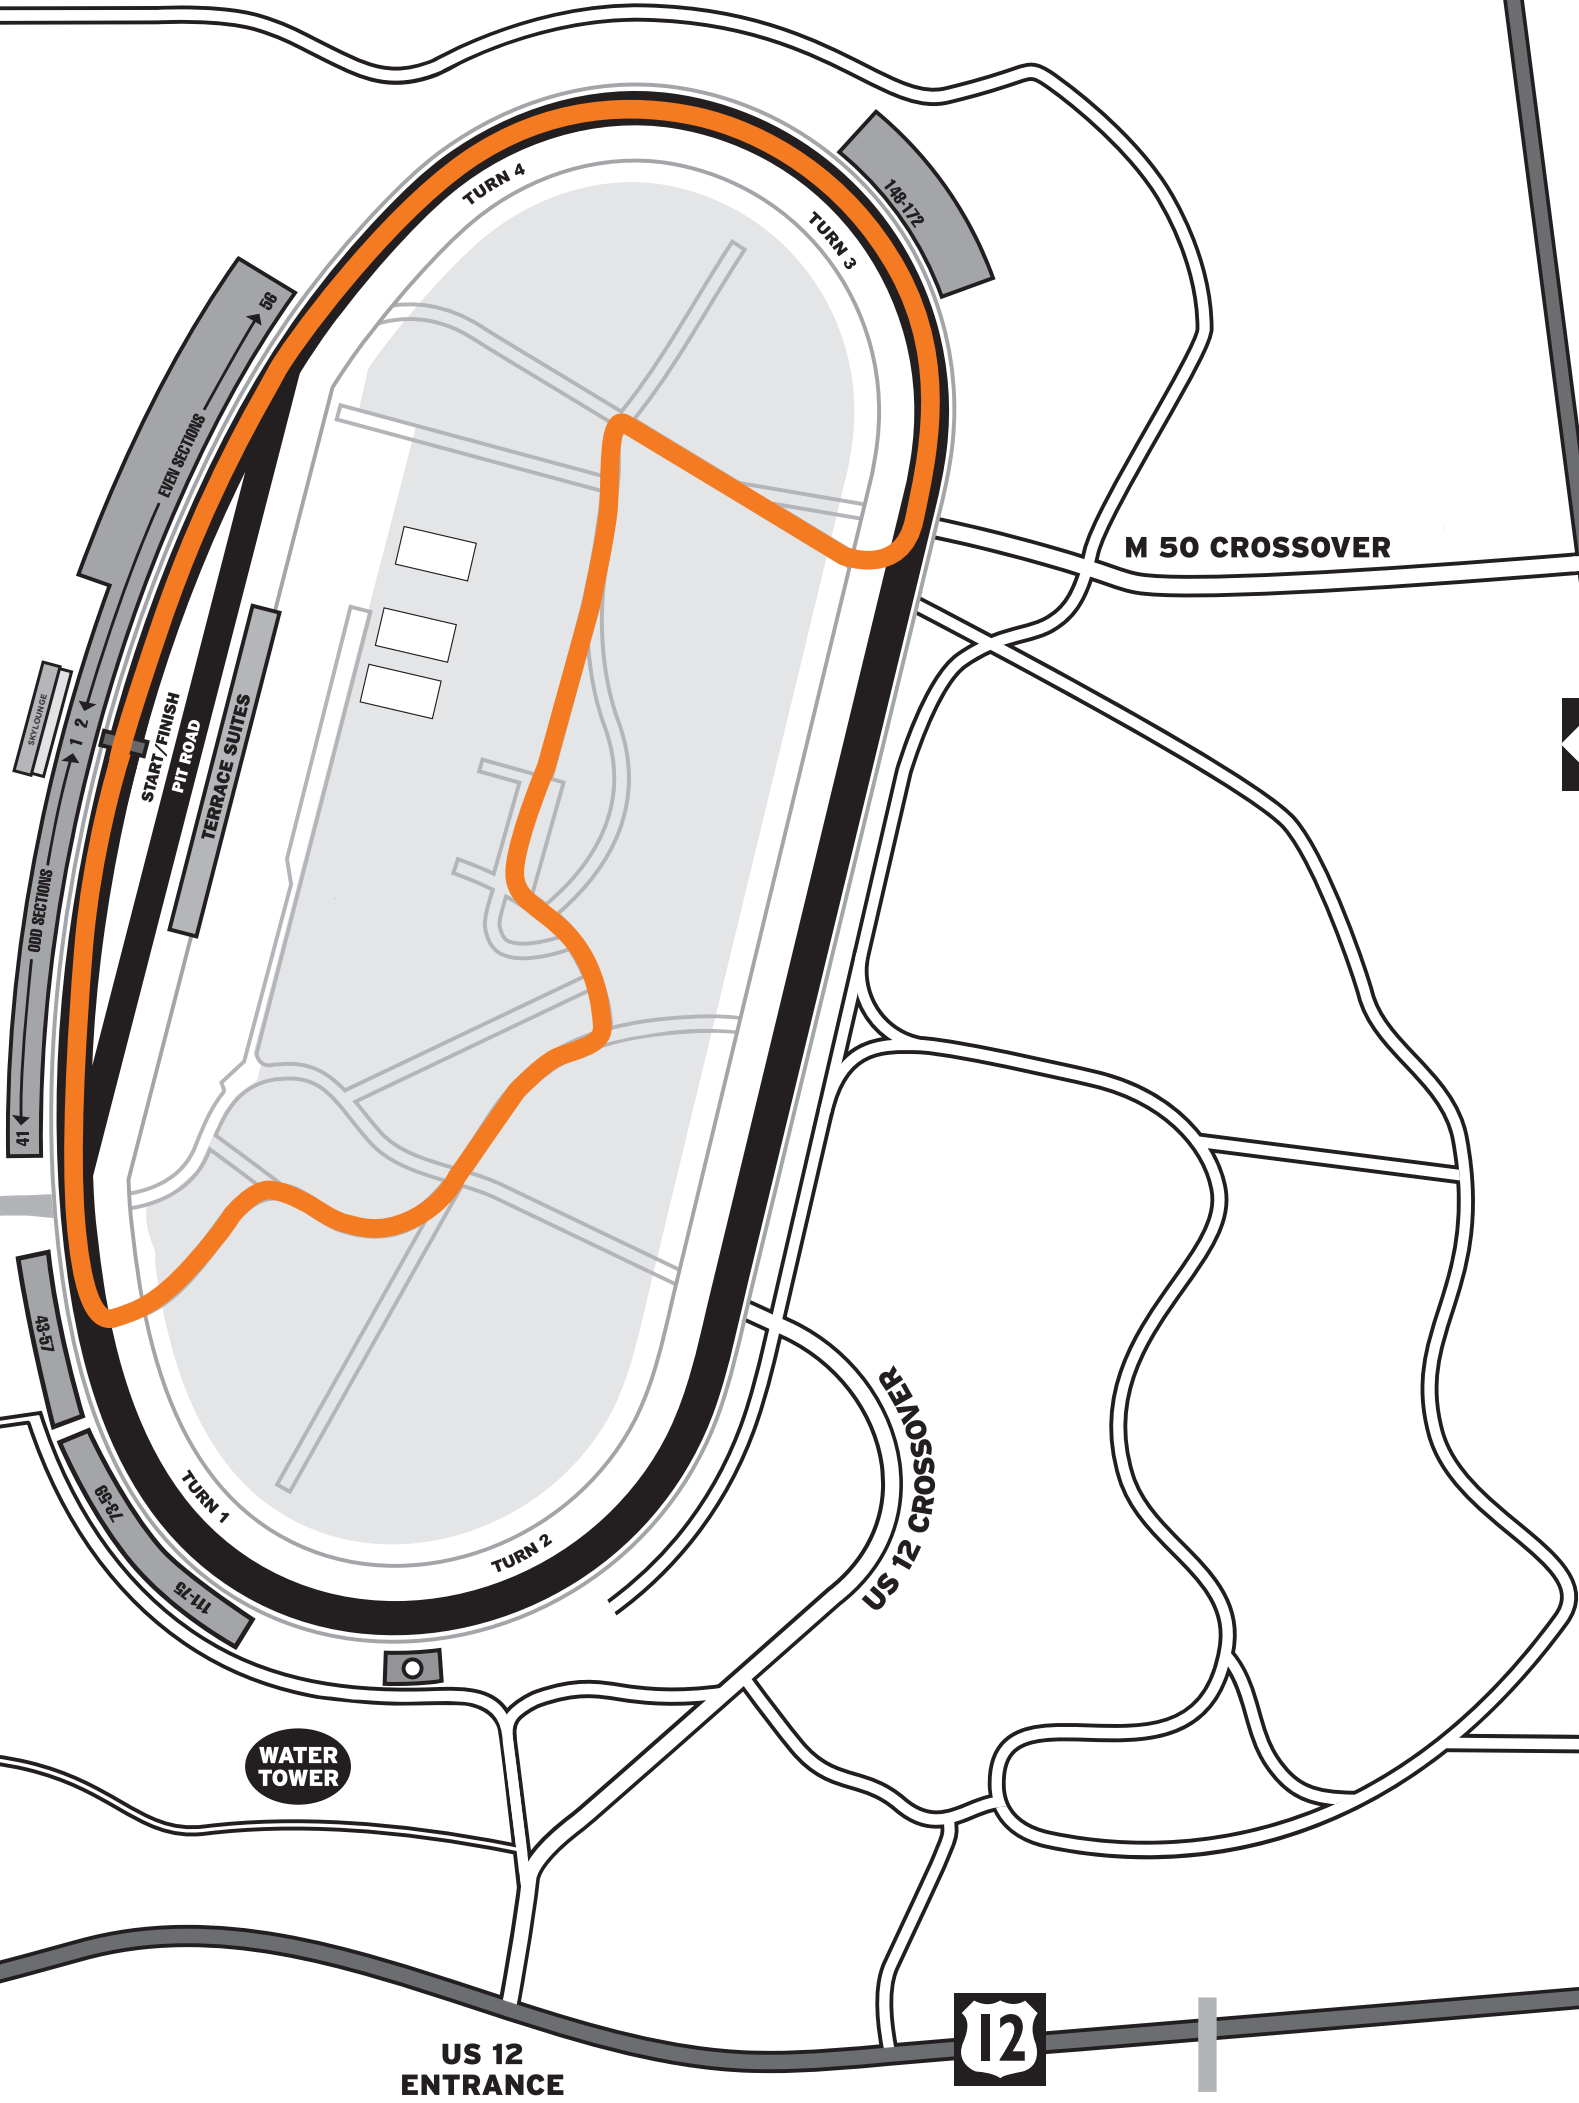 TURN 4
TURN 3
148-172
56
EVEN SECTIONS
M 50 CROSSOVER
SKYLOUNGE
1 2
START/FINISH
PIT ROAD
TERRACE SUITES
ODD SECTIONS
41
43-57
73-59
111-75
TURN 1
TURN 2
US 12 CROSSOVER
WATER
TOWER
12
US 12
ENTRANCE